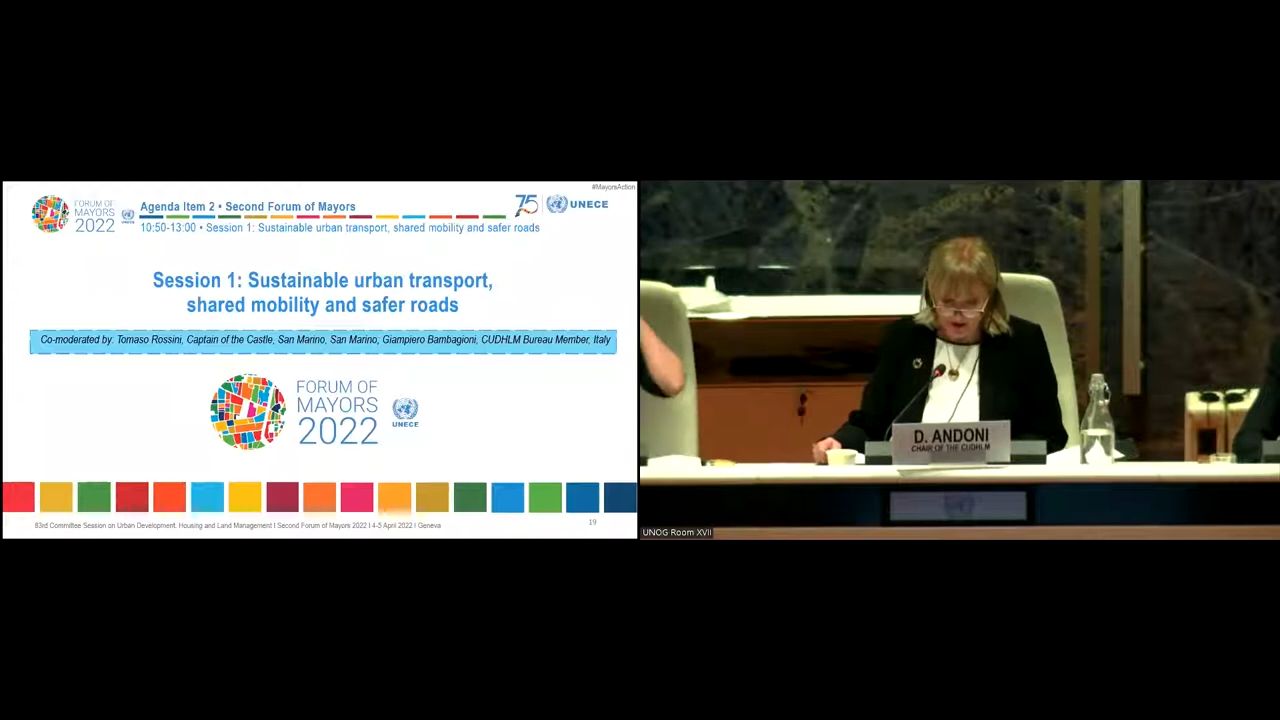 #MayorsAction
FORUM OF
MAYORS
2022
UNECE
Agenda Item 2 • Second Forum of Mayors
75
UNECE
10:50-13:00 • Session 1: Sustainable urban transport, shared mobility and safer roads
Session 1: Sustainable urban transport,
shared mobility and safer roads
Co-moderated by: Tomaso Rossini, Captain of the Castle, San Marino, San Marino; Giampiero Bambagioni, CUDHLM Bureau Member, Italy
FORUM OF
MAYORS
2022
UNECE
83rd Committee Session on Urban Development. Housing and Land Management I Second Forum of Mayors 2022 I 4-5 April 2022 I Geneva
19
D. ANDONI
CHAIR OF THE CUDHLM
UNOG Room XVII